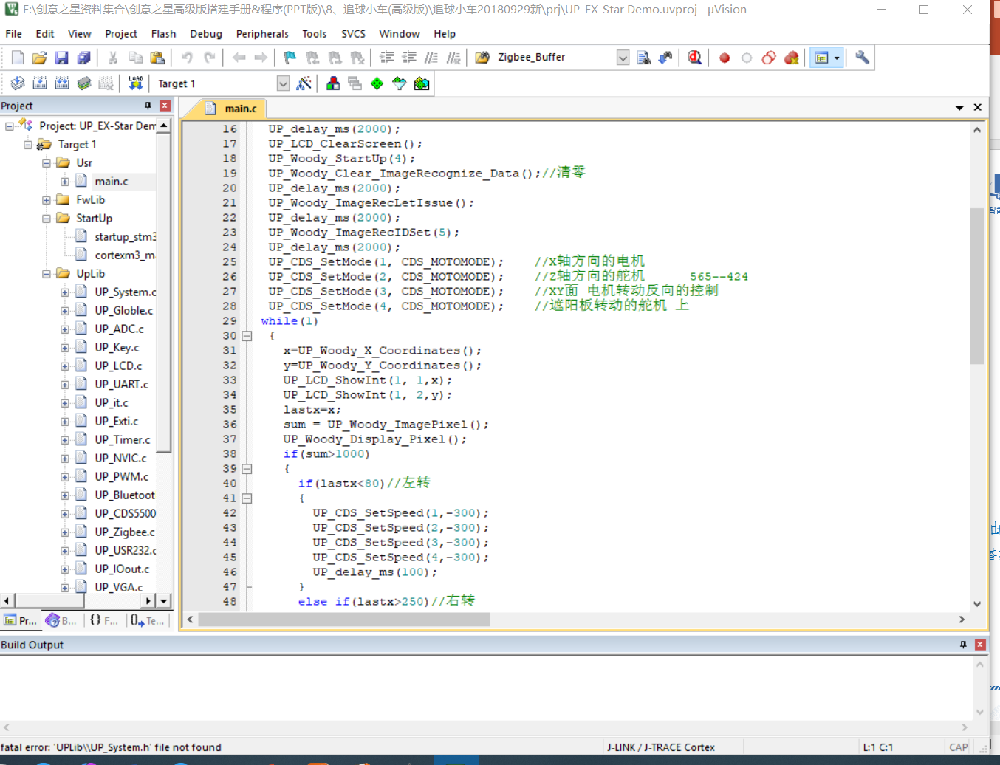 E:\创意之星资料集合\创意之星高级版搭建手册&程序(PPT版)\8、追球小车(高级版)\追球小车20180929新\prj\UP_EX-Star Demo.uvproj - µVision
File Edit View Project Flash Debug Peripherals Tools SVCS Window Help
Zigbee_Buffer
LOAD Target 1
Project
main.c
Project: UP_EX-Star Dem
Target 1
Usr
main.c
FwLib
StartUp
startup_stm3
cortexm3_ma
UpLib
UP_System.c
UP_Globle.c
UP_ADC.c
UP_Key.c
UP_LCD.c
UP_UART.c
UP_it.c
UP_Exti.c
UP_Timer.c
UP_NVIC.c
UP_PWM.c
UP_Bluetoot
UP_CDS5500
UP_Zigbee.c
UP_USR232.c
UP_IOout.c
UP_VGA.c
Pr... B... {} F... Te...
16 UP_delay_ms(2000);
17 UP_LCD_ClearScreen();
18 UP_Woody_StartUp(4);
19 UP_Woody_Clear_ImageRecognize_Data();//清零
20 UP_delay_ms(2000);
21 UP_Woody_ImageRecLetIssue();
22 UP_delay_ms(2000);
23 UP_Woody_ImageRecIDSet(5);
24 UP_delay_ms(2000);
25 UP_CDS_SetMode(1, CDS_MOTOMODE); //X轴方向的电机
26 UP_CDS_SetMode(2, CDS_MOTOMODE); //Z轴方向的舵机 565--424
27 UP_CDS_SetMode(3, CDS_MOTOMODE); //XY面 电机转动反向的控制
28 UP_CDS_SetMode(4, CDS_MOTOMODE); //遮阳板转动的舵机 上
29 while(1)
30 {
31 x=UP_Woody_X_Coordinates();
32 y=UP_Woody_Y_Coordinates();
33 UP_LCD_ShowInt(1, 1,x);
34 UP_LCD_ShowInt(1, 2,y);
35 lastx=x;
36 sum = UP_Woody_ImagePixel();
37 UP_Woody_Display_Pixel();
38 if(sum>1000)
39 {
40 if(lastx<80)//左转
41 {
42 UP_CDS_SetSpeed(1,-300);
43 UP_CDS_SetSpeed(2,-300);
44 UP_CDS_SetSpeed(3,-300);
45 UP_CDS_SetSpeed(4,-300);
46 UP_delay_ms(100);
47 }
48 else if(lastx>250)//右转
Build Output
fatal error: 'UPLib\\UP_System.h' file not found
J-LINK / J-TRACE Cortex
L:1 C:1
CAP